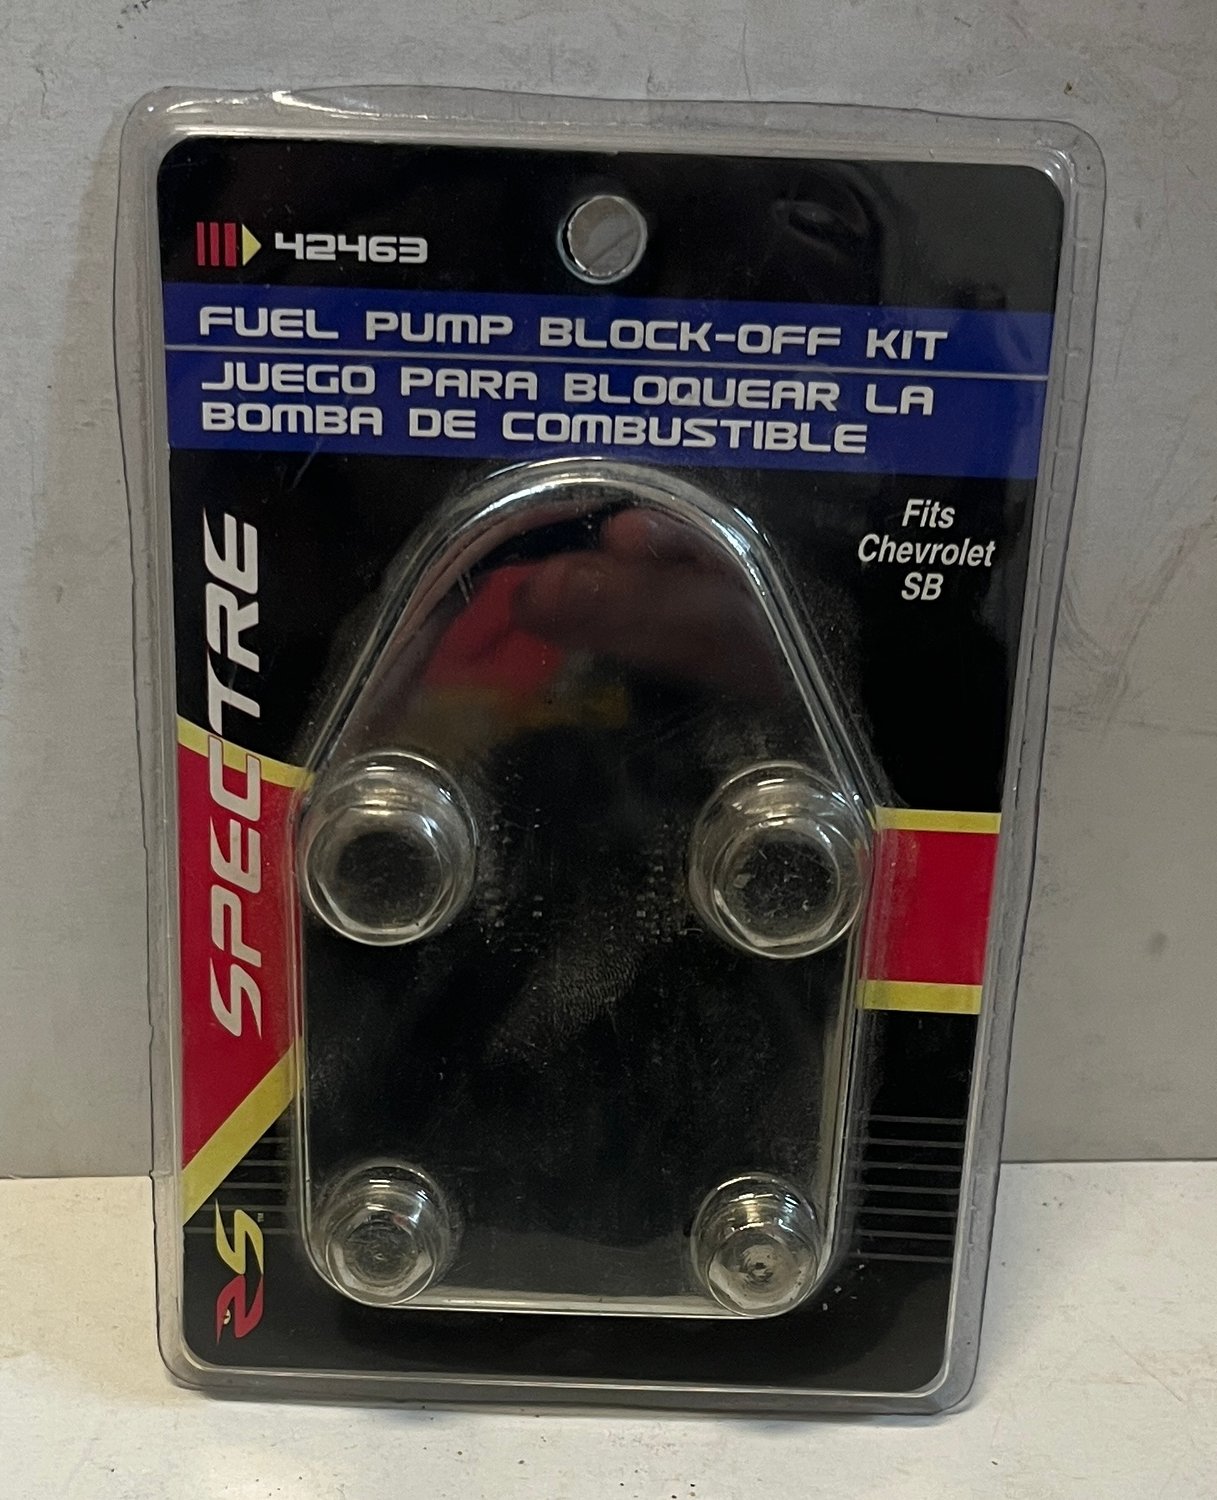 42463
FUEL PUMP BLOCK-OFF KIT
JUEGO PARA BLOQUEAR LA
BOMBA DE COMBUSTIBLE
Fits
Chevrolet
SB
SPECTRE